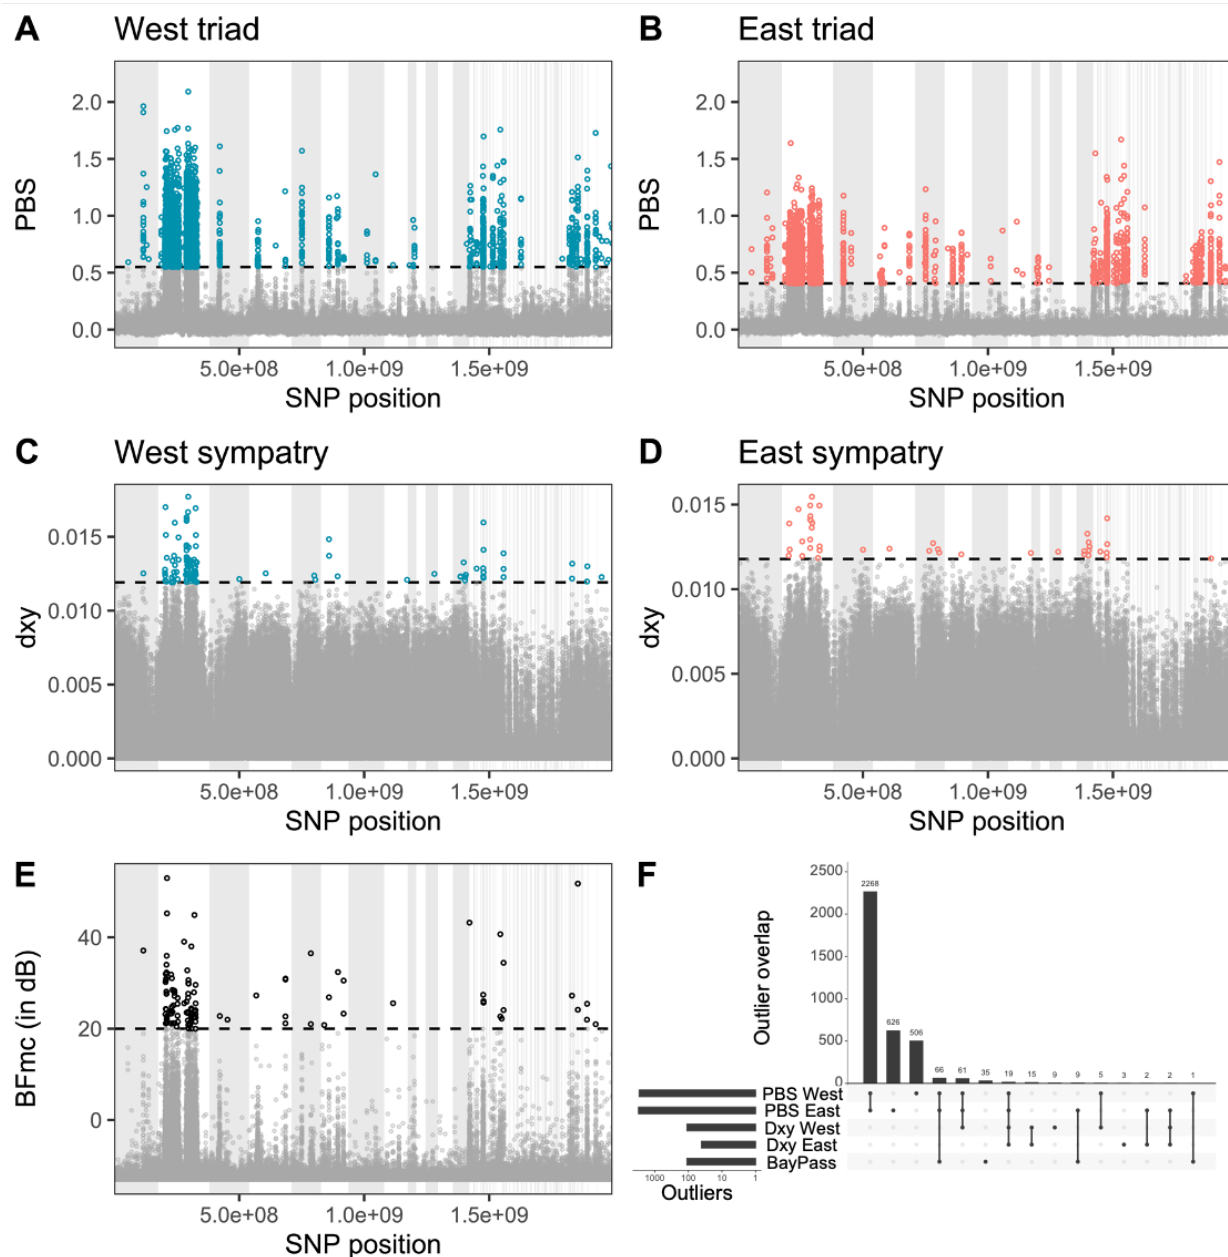 A West triad
PBS
2.0
1.5
1.0
0.5
0.0
5.0e+08 1.0e+09 1.5e+09
SNP position
B East triad
PBS
2.0
1.5
1.0
0.5
0.0
5.0e+08 1.0e+09 1.5e+09
SNP position
C West sympatry
dxy
0.015
0.010
0.005
0.000
5.0e+08 1.0e+09 1.5e+09
SNP position
D East sympatry
dxy
0.015
0.010
0.005
0.000
5.0e+08 1.0e+09 1.5e+09
SNP position
E
BFmc (in dB)
40
20
0
5.0e+08 1.0e+09 1.5e+09
SNP position
F
Outlier overlap
2500
2000
1500
1000
500
0
2268 626 506 66 61 35 19 15 9 9 5 3 2 2 1
PBS West
PBS East
Dxy West
Dxy East
BayPass
1000 100 10 1
Outliers